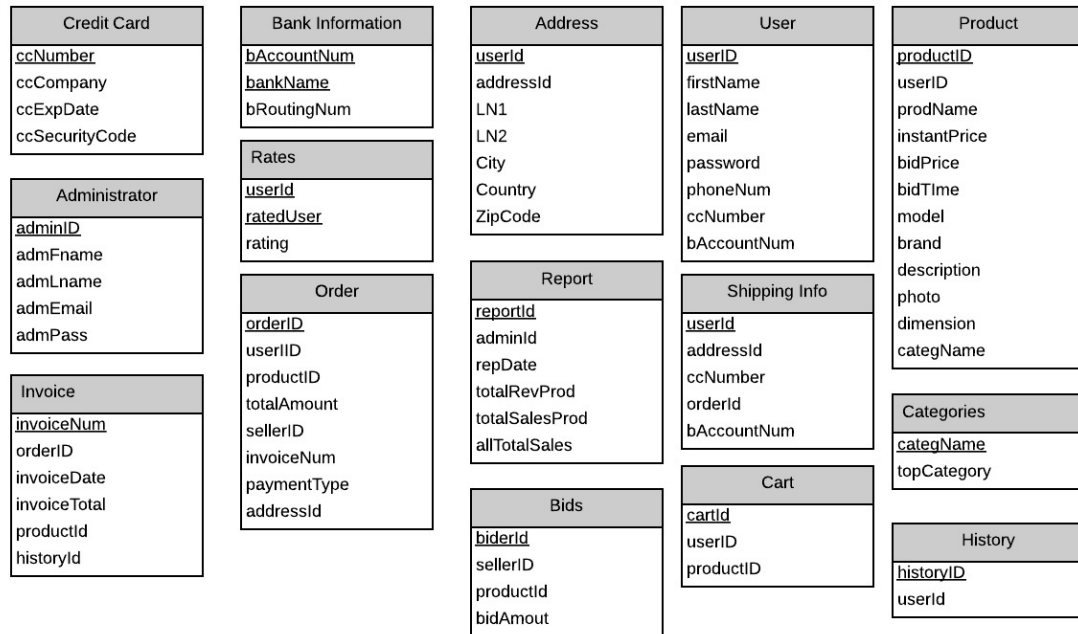 Credit Card
ccNumber
ccCompany
ccExpDate
ccSecurityCode
Administrator
adminID
admFname
admLname
admEmail
admPass
Invoice
invoiceNum
orderID
invoiceDate
invoiceTotal
productId
historyId
Bank Information
bAccountNum
bankName
bRoutingNum
Rates
userId
ratedUser
rating
Order
orderID
userIID
productID
totalAmount
sellerID
invoiceNum
paymentType
addressId
Address
userId
addressId
LN1
LN2
City
Country
ZipCode
Report
reportId
adminId
repDate
totalRevProd
totalSalesProd
allTotalSales
Bids
biderId
sellerID
productId
bidAmout
User
userID
firstName
lastName
email
password
phoneNum
ccNumber
bAccountNum
Shipping Info
userId
addressId
ccNumber
orderId
bAccountNum
Cart
cartId
userID
productID
Product
productID
userID
prodName
instantPrice
bidPrice
bidTIme
model
brand
description
photo
dimension
categName
Categories
categName
topCategory
History
historyID
userId